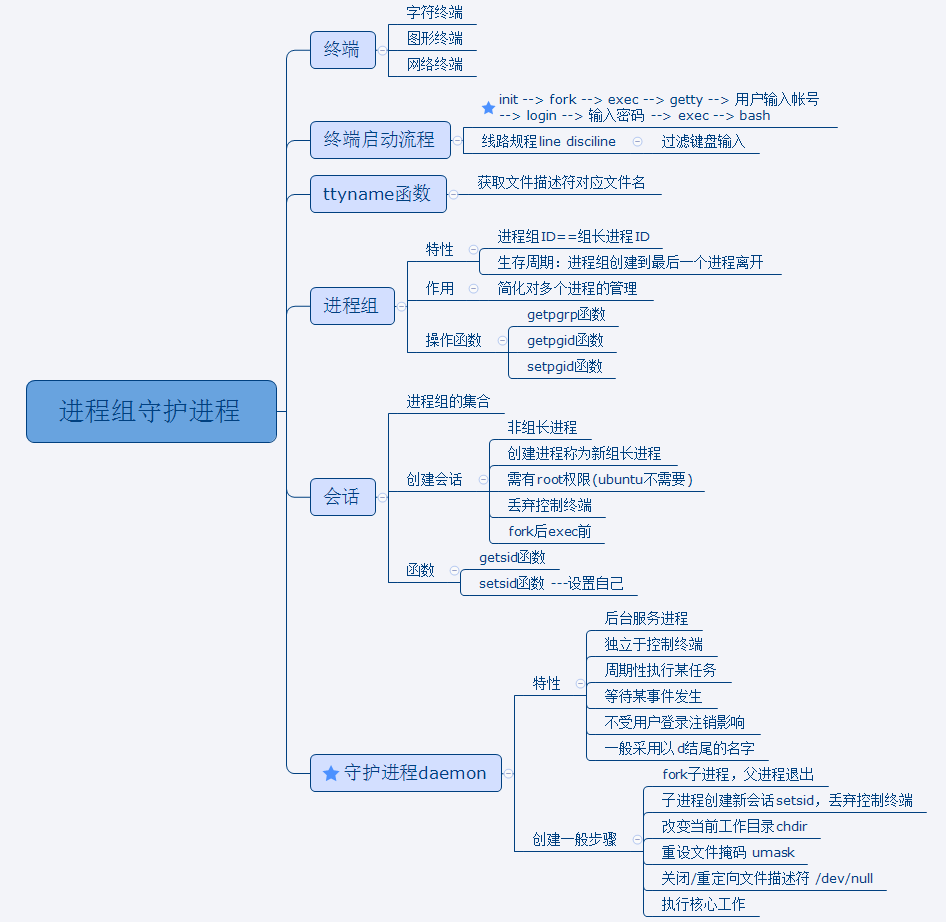 进程组守护进程
终端
字符终端
图形终端
网络终端
终端启动流程
init --> fork --> exec --> getty --> 用户输入帐号
--> login --> 输入密码 --> exec --> bash
线路规程line disciline
过滤键盘输入
ttyname函数
获取文件描述符对应文件名
进程组
特性
进程组ID==组长进程ID
生存周期：进程组创建到最后一个进程离开
作用
简化对多个进程的管理
操作函数
getpgrp函数
getpgid函数
setpgid函数
会话
进程组的集合
创建会话
非组长进程
创建进程称为新组长进程
需有root权限(ubuntu不需要)
丢弃控制终端
fork后exec前
函数
getsid函数
setsid函数 ---设置自己
守护进程daemon
特性
后台服务进程
独立于控制终端
周期性执行某任务
等待某事件发生
不受用户登录注销影响
一般采用以d结尾的名字
创建一般步骤
fork子进程，父进程退出
子进程创建新会话setsid，丢弃控制终端
改变当前工作目录chdir
重设文件掩码 umask
关闭/重定向文件描述符 /dev/null
执行核心工作